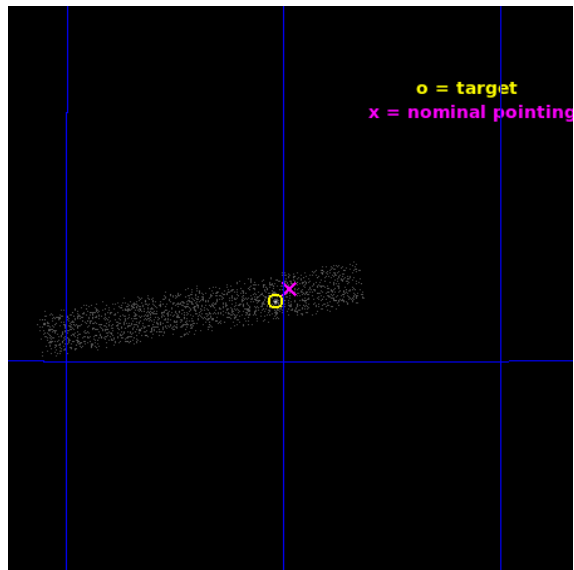 o = target
x = nominal pointing